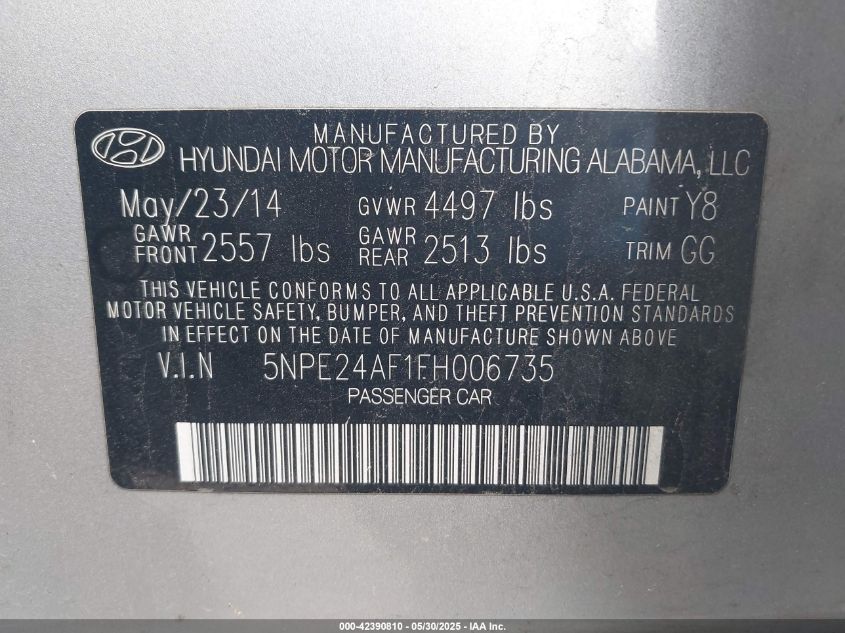 MANUFACTURED BY
HYUNDAI MOTOR MANUFACTURING ALABAMA, LLC
May/23/14 GVWR 4497 lbs PAINT Y8
GAWR FRONT 2557 lbs GAWR REAR 2513 lbs TRIM GG
THIS VEHICLE CONFORMS TO ALL APPLICABLE U.S.A. FEDERAL
MOTOR VEHICLE SAFETY, BUMPER, AND THEFT PREVENTION STANDARDS
IN EFFECT ON THE DATE OF MANUFACTURE SHOWN ABOVE
V.I.N 5NPE24AF1FH006735
PASSENGER CAR
000-42390810 - 05/30/2025 - IAA Inc.